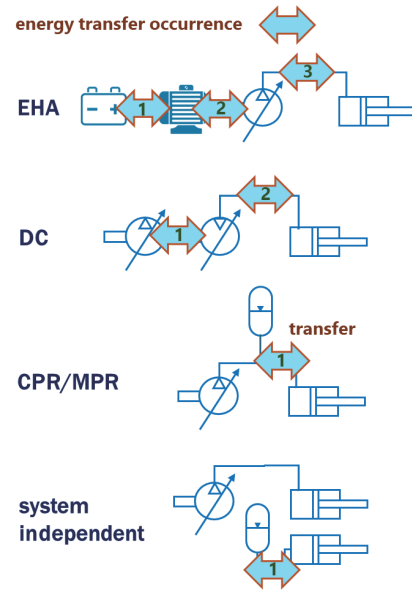 energy transfer occurrence
EHA
1
2
3
DC
1
2
CPR/MPR
transfer
1
system
independent
1